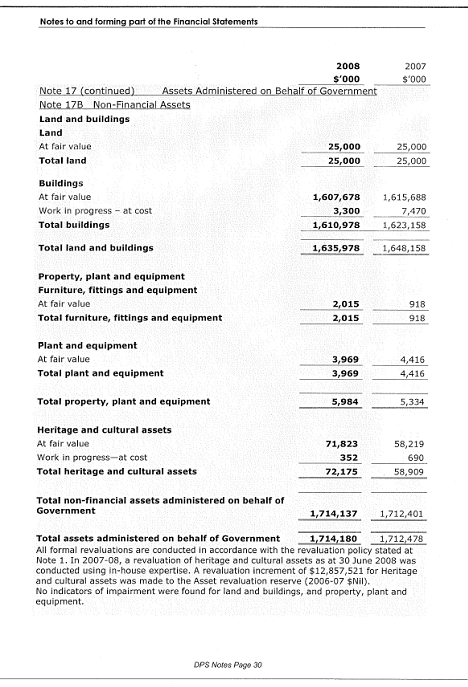 Notes to and forming part of the Financial Statements
2008 2007
$'000 $'000
Note 17 (continued) Assets Administered on Behalf of Government
Note 17B Non-Financial Assets
Land and buildings
Land
At fair value 25,000 25,000
Total land 25,000 25,000
Buildings
At fair value 1,607,678 1,615,688
Work in progress – at cost 3,300 7,470
Total buildings 1,610,978 1,623,158
Total land and buildings 1,635,978 1,648,158
Property, plant and equipment
Furniture, fittings and equipment
At fair value 2,015 918
Total furniture, fittings and equipment 2,015 918
Plant and equipment
At fair value 3,969 4,416
Total plant and equipment 3,969 4,416
Total property, plant and equipment 5,984 5,334
Heritage and cultural assets
At fair value 71,823 58,219
Work in progress—at cost 352 690
Total heritage and cultural assets 72,175 58,909
Total non-financial assets administered on behalf of
Government 1,714,137 1,712,401
Total assets administered on behalf of Government 1,714,180 1,712,478
All formal revaluations are conducted in accordance with the revaluation policy stated at
Note 1. In 2007-08, a revaluation of heritage and cultural assets as at 30 June 2008 was
conducted using in-house expertise. A revaluation increment of $12,857,521 for Heritage
and cultural assets was made to the Asset revaluation reserve (2006-07 $Nil).
No indicators of impairment were found for land and buildings, and property, plant and
equipment.
DPS Notes Page 30